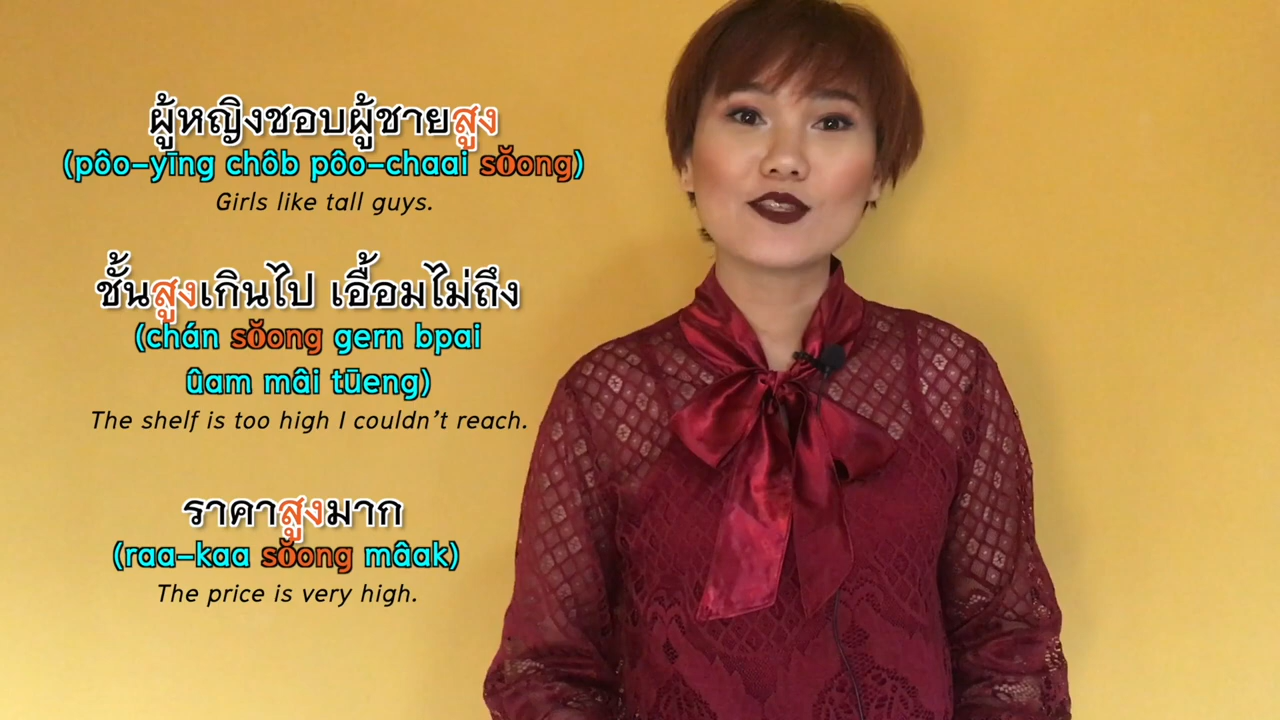 ผู้หญิงชอบผู้ชายสูง
(pôo-yīng chôb pôo-chaai sŏong)
Girls like tall guys.
ชั้นสูงเกินไป เอื้อมไม่ถึง
(chán sŏong gern bpai
ûam mâi tūeng)
The shelf is too high I couldn't reach.
ราคาสูงมาก
(raa-kaa sŏong mâak)
The price is very high.